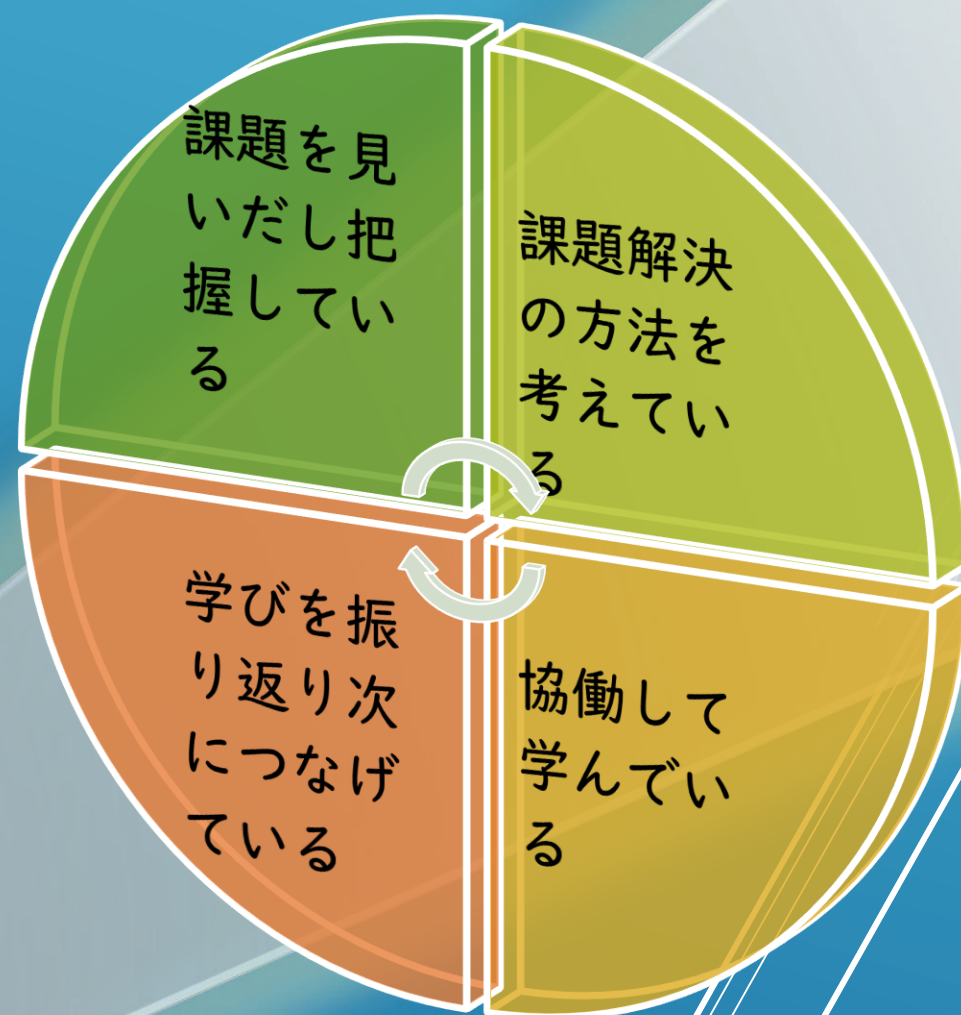 課題を見
いだし把
握してい
る
課題解決
の方法を
考えてい
る
協働して
学んでい
る
学びを振
り返り次
につなげ
ている